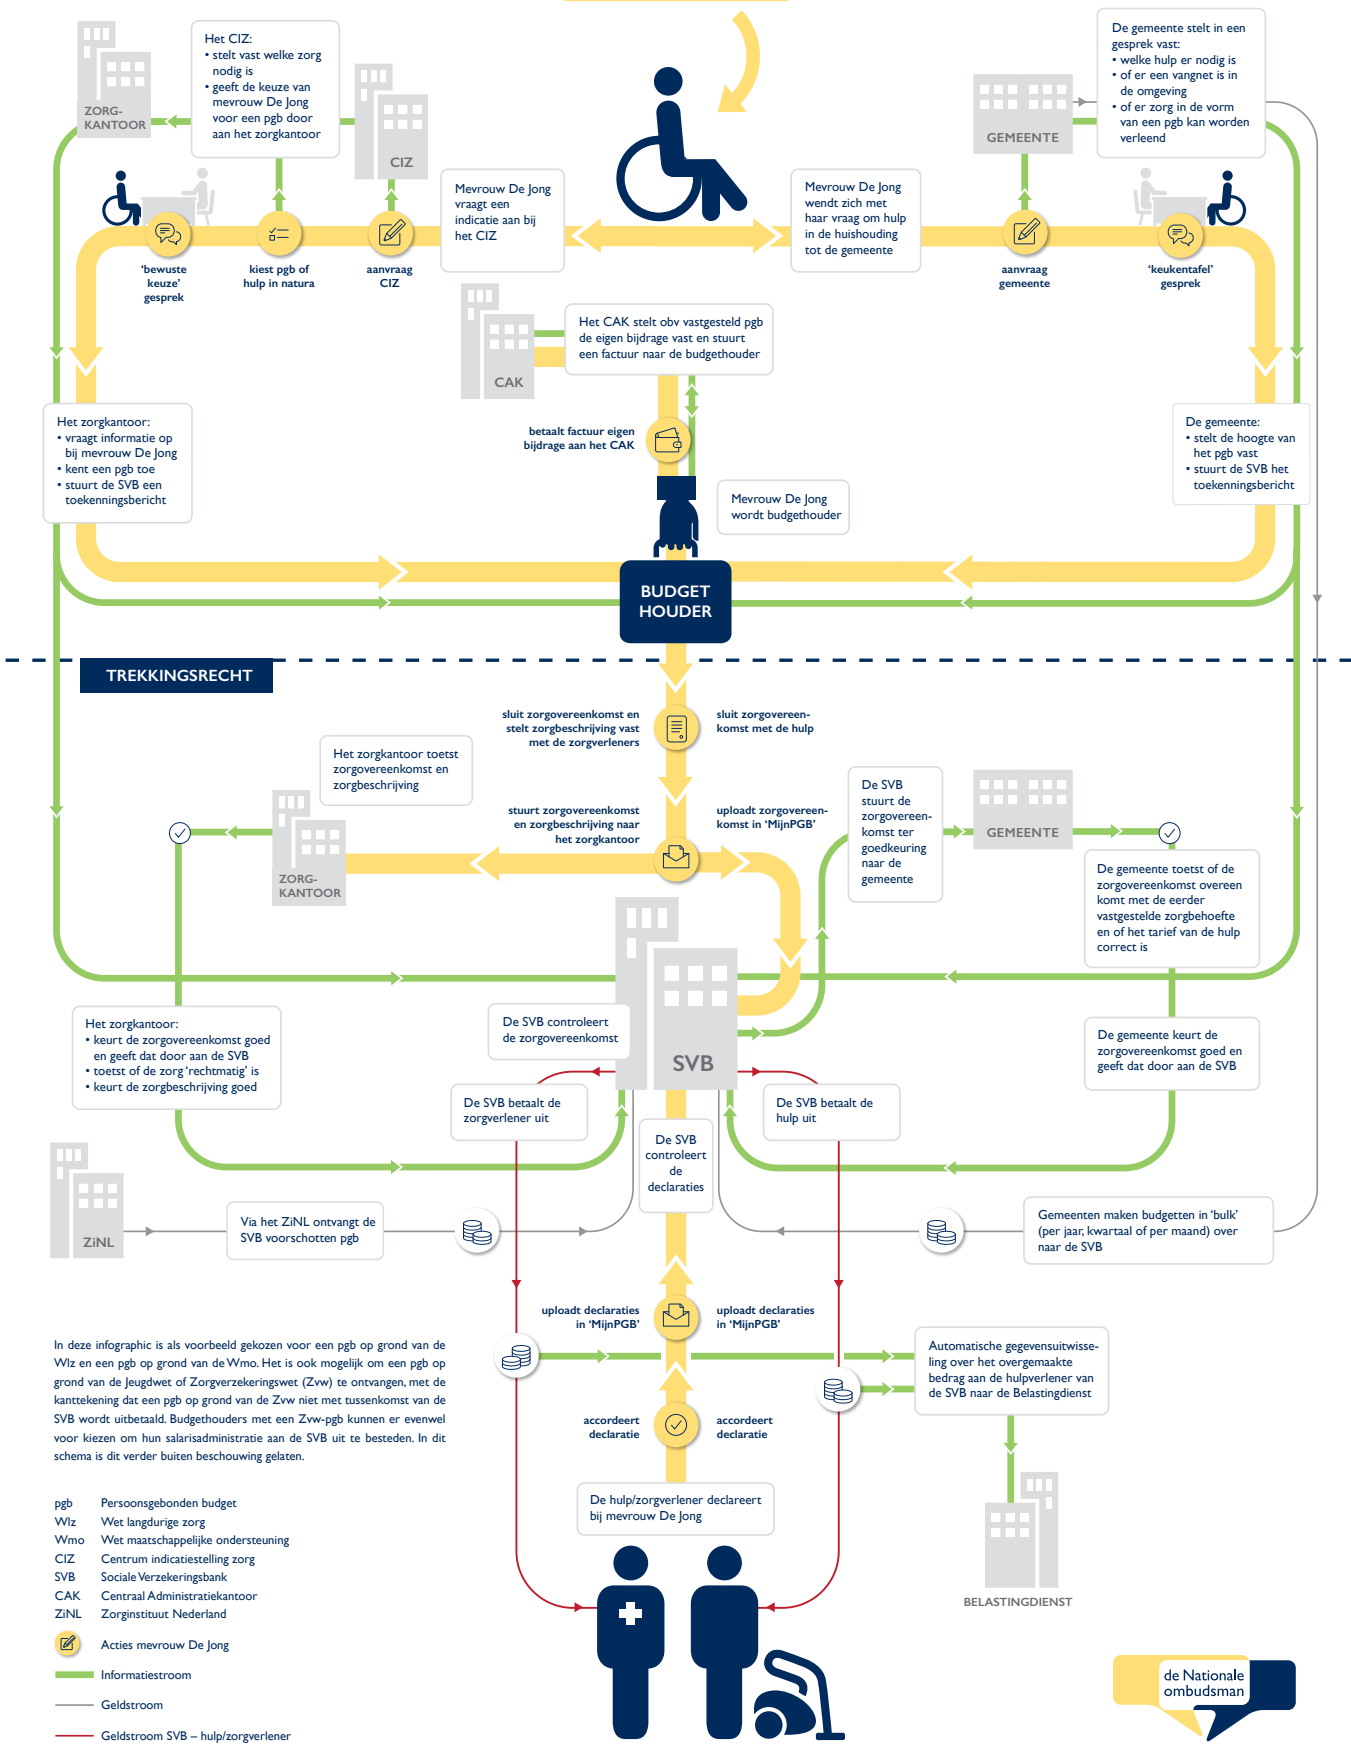 Het CIZ:
• stelt vast welke zorg
nodig is
• geeft de keuze van
mevrouw De Jong
voor een pgb door
aan het zorgkantoor
ZORG-
KANTOOR
CIZ
De gemeente stelt in een
gesprek vast:
• welke hulp er nodig is
• of er een vangnet is in
de omgeving
• of er zorg in de vorm
van een pgb kan worden
verleend
GEMEENTE
Mevrouw De Jong
vraagt een
indicatie aan bij
het CIZ
Mevrouw De Jong
wendt zich met
haar vraag om hulp
in de huishouding
tot de gemeente
‘bewuste
keuze’
gesprek
kiest pgb of
hulp in natura
aanvraag
CIZ
aanvraag
gemeente
‘keukentafel’
gesprek
Het CAK stelt obv vastgesteld pgb
de eigen bijdrage vast en stuurt
een factuur naar de budgethouder
CAK
betaalt factuur eigen
bijdrage aan het CAK
Het zorgkantoor:
• vraagt informatie op
bij mevrouw De Jong
• kent een pgb toe
• stuurt de SVB een
toekenningsbericht
De gemeente:
• stelt de hoogte van
het pgb vast
• stuurt de SVB het
toekenningsbericht
Mevrouw De Jong
wordt budgethouder
BUDGET
HOUDER
TREKKINGSRECHT
sluit zorgovereenkomst en
stelt zorgbeschrijving vast
met de zorgverleners
sluit zorgovereen-
komst met de hulp
Het zorgkantoor toetst
zorgovereenkomst en
zorgbeschrijving
stuurt zorgovereenkomst
en zorgbeschrijving naar
het zorgkantoor
uploadt zorgovereen-
komst in ‘MijnPGB’
De SVB
stuurt de
zorgovereen-
komst ter
goedkeuring
naar de
gemeente
GEMEENTE
ZORG-
KANTOOR
De gemeente toetst of de
zorgovereenkomst overeen
komt met de eerder
vastgestelde zorgbehoefte
en of het tarief van de hulp
correct is
Het zorgkantoor:
• keurt de zorgovereenkomst goed
en geeft dat door aan de SVB
• toetst of de zorg ‘rechtmatig’ is
• keurt de zorgbeschrijving goed
De SVB controleert
de zorgovereenkomst
SVB
De gemeente keurt de
zorgovereenkomst goed en
geeft dat door aan de SVB
De SVB betaalt de
zorgverlener uit
De SVB betaalt de
hulp uit
De SVB
controleert
de
declaraties
ZiNL
Via het ZiNL ontvangt de
SVB voorschotten pgb
Gemeenten maken budgetten in ‘bulk’
(per jaar, kwartaal of per maand) over
naar de SVB
uploadt declaraties
in ‘MijnPGB’
uploadt declaraties
in ‘MijnPGB’
Automatische gegevensuitwisse-
ling over het overgemaakte
bedrag aan de hulpverlener van
de SVB naar de Belastingdienst
accordeert
declaratie
accordeert
declaratie
De hulp/zorgverlener declareert
bij mevrouw De Jong
BELASTINGDIENST
In deze infographic is als voorbeeld gekozen voor een pgb op grond van de
Wlz en een pgb op grond van de Wmo. Het is ook mogelijk om een pgb op
grond van de Jeugdwet of Zorgverzekeringswet (Zvw) te ontvangen, met de
kanttekening dat een pgb op grond van de Zvw niet met tussenkomst van de
SVB wordt uitbetaald. Budgethouders met een Zvw-pgb kunnen er evenwel
voor kiezen om hun salarisadministratie aan de SVB uit te besteden. In dit
schema is dit verder buiten beschouwing gelaten.
pgb Persoonsgebonden budget
Wlz Wet langdurige zorg
Wmo Wet maatschappelijke ondersteuning
CIZ Centrum indicatiestelling zorg
SVB Sociale Verzekeringsbank
CAK Centraal Administratiekantoor
ZiNL Zorginstituut Nederland
Acties mevrouw De Jong
Informatiestroom
Geldstroom
Geldstroom SVB – hulp/zorgverlener
de Nationale
ombudsman